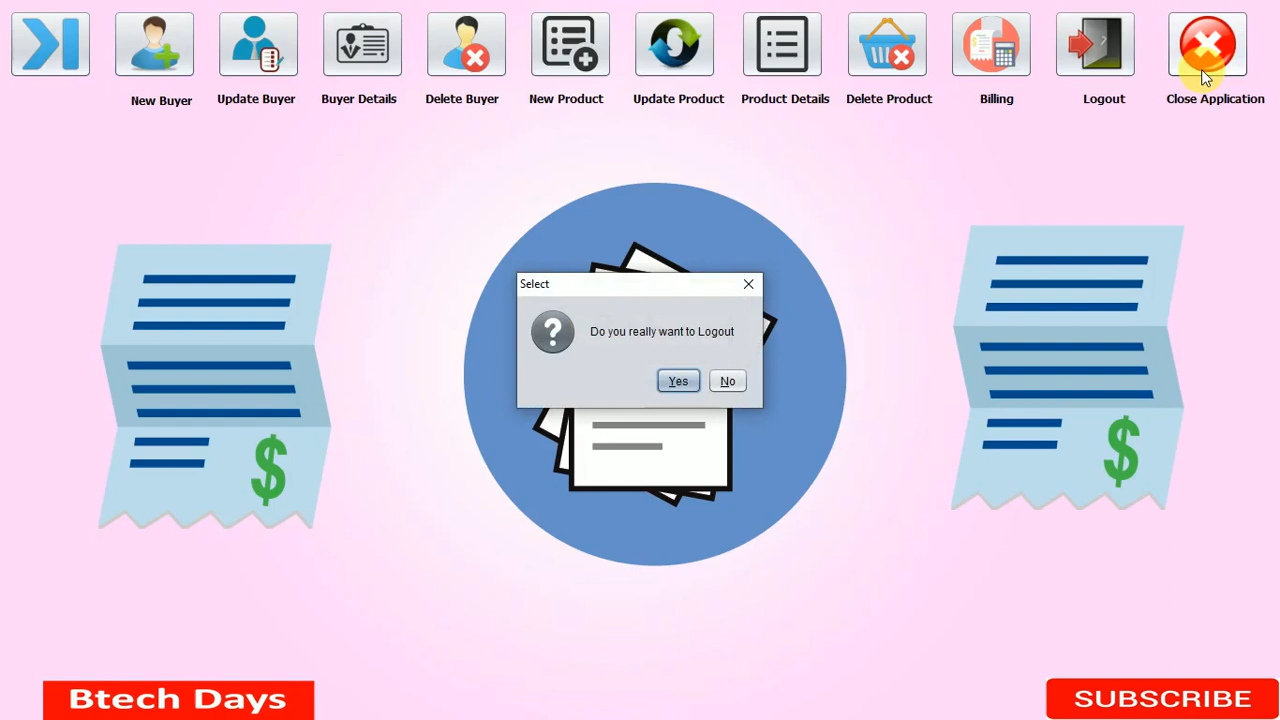 New Buyer
Update Buyer
Buyer Details
Delete Buyer
New Product
Update Product
Product Details
Delete Product
Billing
Logout
Close Application
Select
Do you really want to Logout
Yes
No
Btech Days
SUBSCRIBE